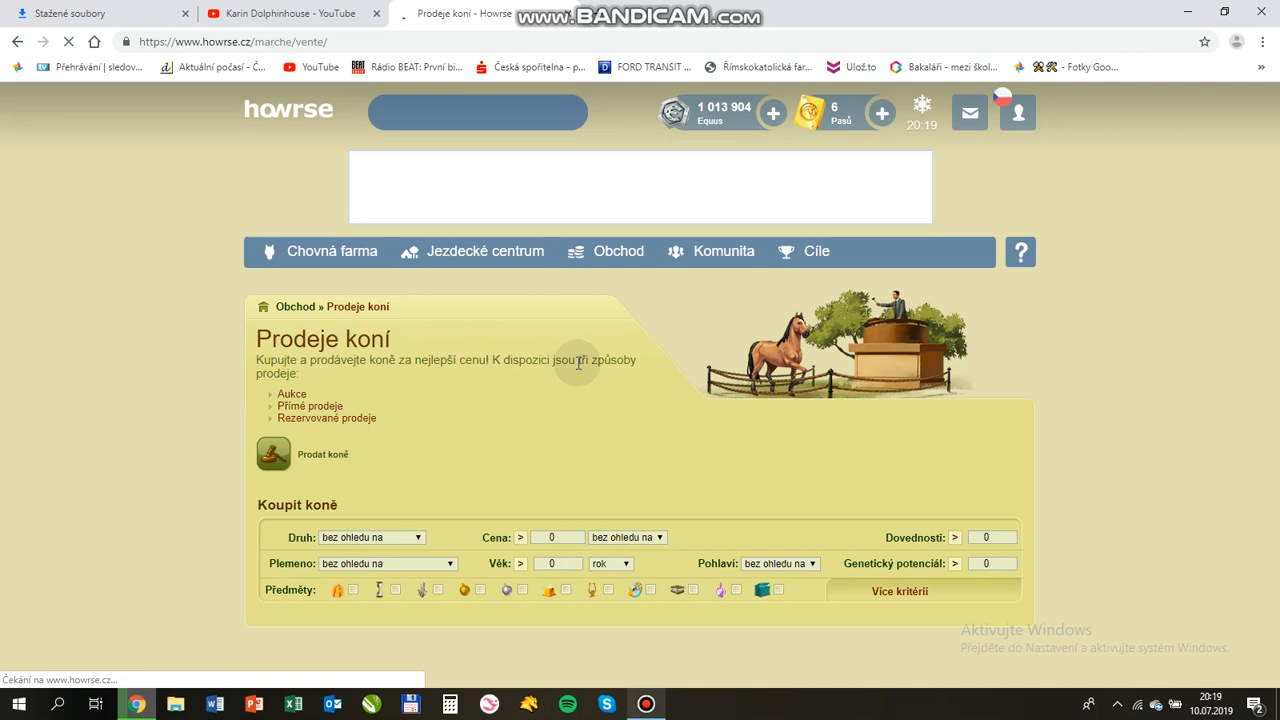 Stažené soubory
Karin Dolphinhouse - YouTube
Prodeje koní - Howrse
www.BANDICAM.com
https://www.howrse.cz/marche/vente/
Přehrávání | sledov...
Aktuální počasí - Č...
YouTube
Rádio BEAT: První bi...
Česká spořitelna - p...
FORD TRANSIT ...
Římskokatolická far...
Ulož.to
Bakaláři - mezi škol...
- Fotky Goo...
»
howrse
1 013 904
Equus
6
Pasů
20:19
Chovná farma
Jezdecké centrum
Obchod
Komunita
Cíle
?
Obchod » Prodeje koní
Prodeje koní
Kupujte a prodávejte koně za nejlepší cenu! K dispozici jsou tři způsoby
prodeje:
Aukce
Přímé prodeje
Rezervované prodeje
Prodat koně
Koupit koně
Druh: bez ohledu na Cena: > 0 bez ohledu na Dovednosti: > 0
Plemeno: bez ohledu na Věk: > 0 rok Pohlaví: bez ohledu na Genetický potenciál: > 0
Předměty: Více kritérií
Aktivujte Windows
Přejděte do Nastavení a aktivujte systém Windows.
Čekání na www.howrse.cz...
20:19
10.07.2019
2